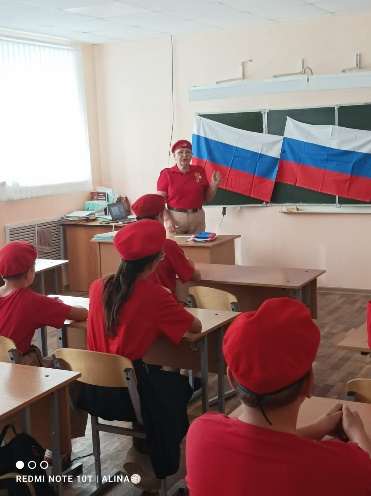 REDMI NOTE 10T | ALINA